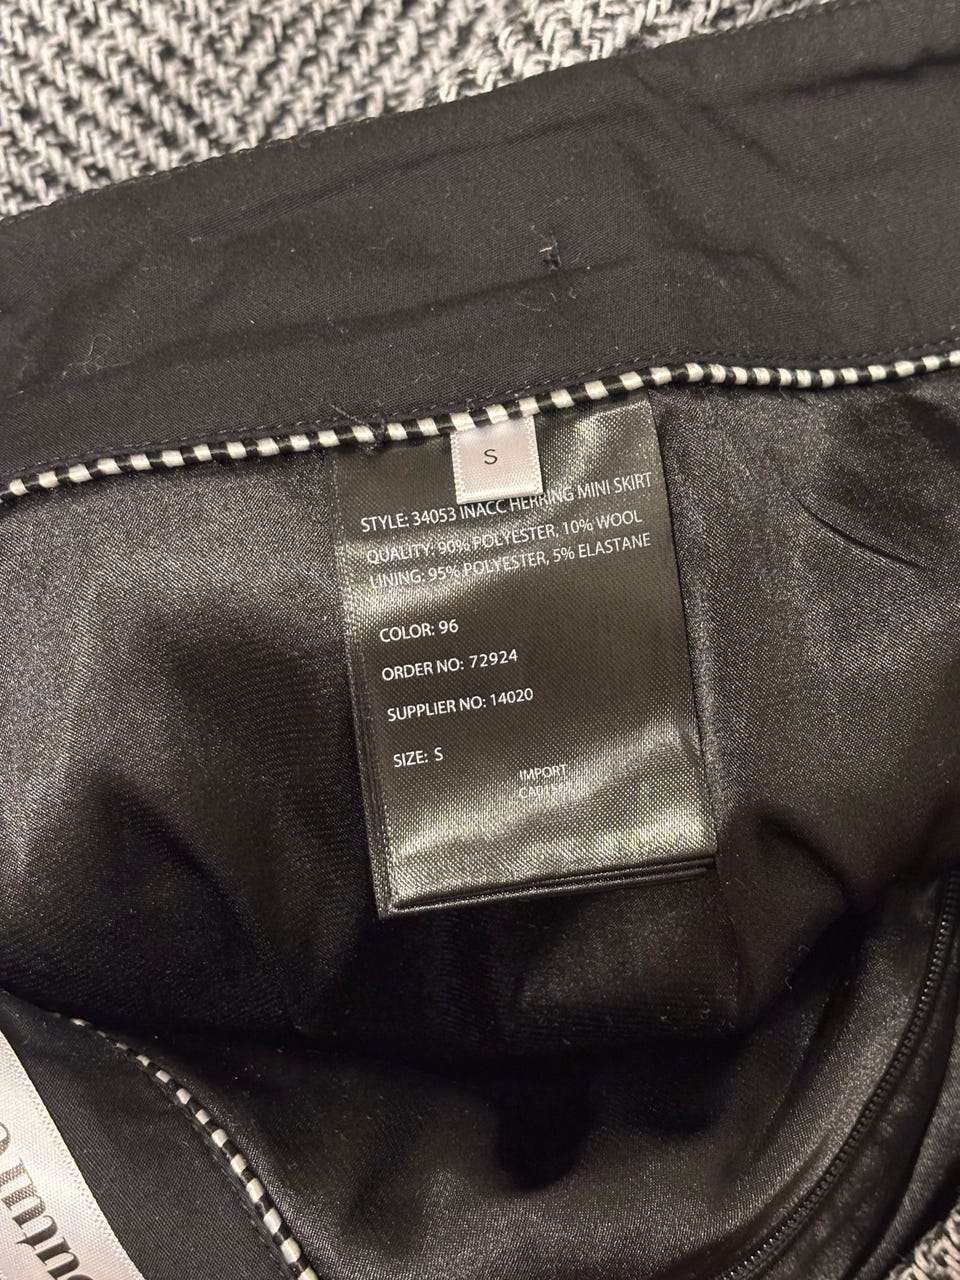 S
STYLE: 34053 INACC HERRING MINI SKIRT
QUALITY: 90% POLYESTER, 10% WOOL
LINING: 95% POLYESTER, 5% ELASTANE
COLOR: 96
ORDER NO: 72924
SUPPLIER NO: 14020
SIZE: S
IMPORT